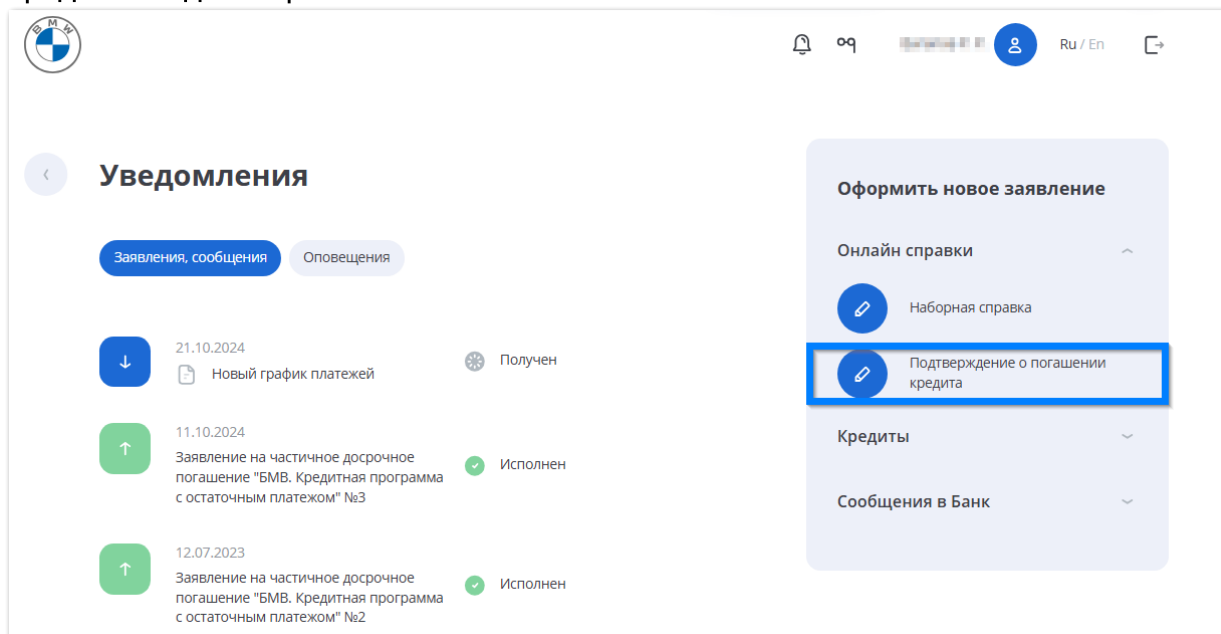 BMW
Ru / En
Уведомления
Заявления, сообщения
Оповещения
21.10.2024
Новый график платежей
Получен
11.10.2024
Заявление на частичное досрочное
погашение "БМВ. Кредитная программа
с остаточным платежом" №3
Исполнен
12.07.2023
Заявление на частичное досрочное
погашение "БМВ. Кредитная программа
с остаточным платежом" №2
Исполнен
Оформить новое заявление
Онлайн справки
Наборная справка
Подтверждение о погашении
кредита
Кредиты
Сообщения в Банк